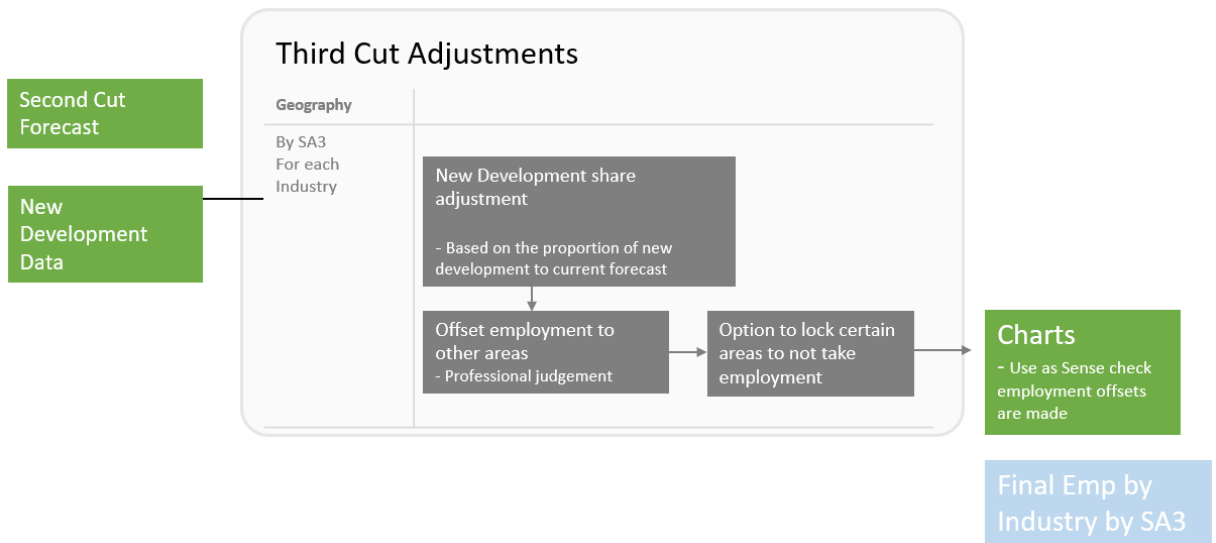 Third Cut Adjustments
Second Cut
Forecast
Geography
By SA3
For each
Industry
New
Development
Data
New Development share
adjustment
- Based on the proportion of new
development to current forecast
Offset employment to
other areas
- Professional judgement
Option to lock certain
areas to not take
employment
Charts
- Use as Sense check
employment offsets
are made
Final Emp by
Industry by SA3